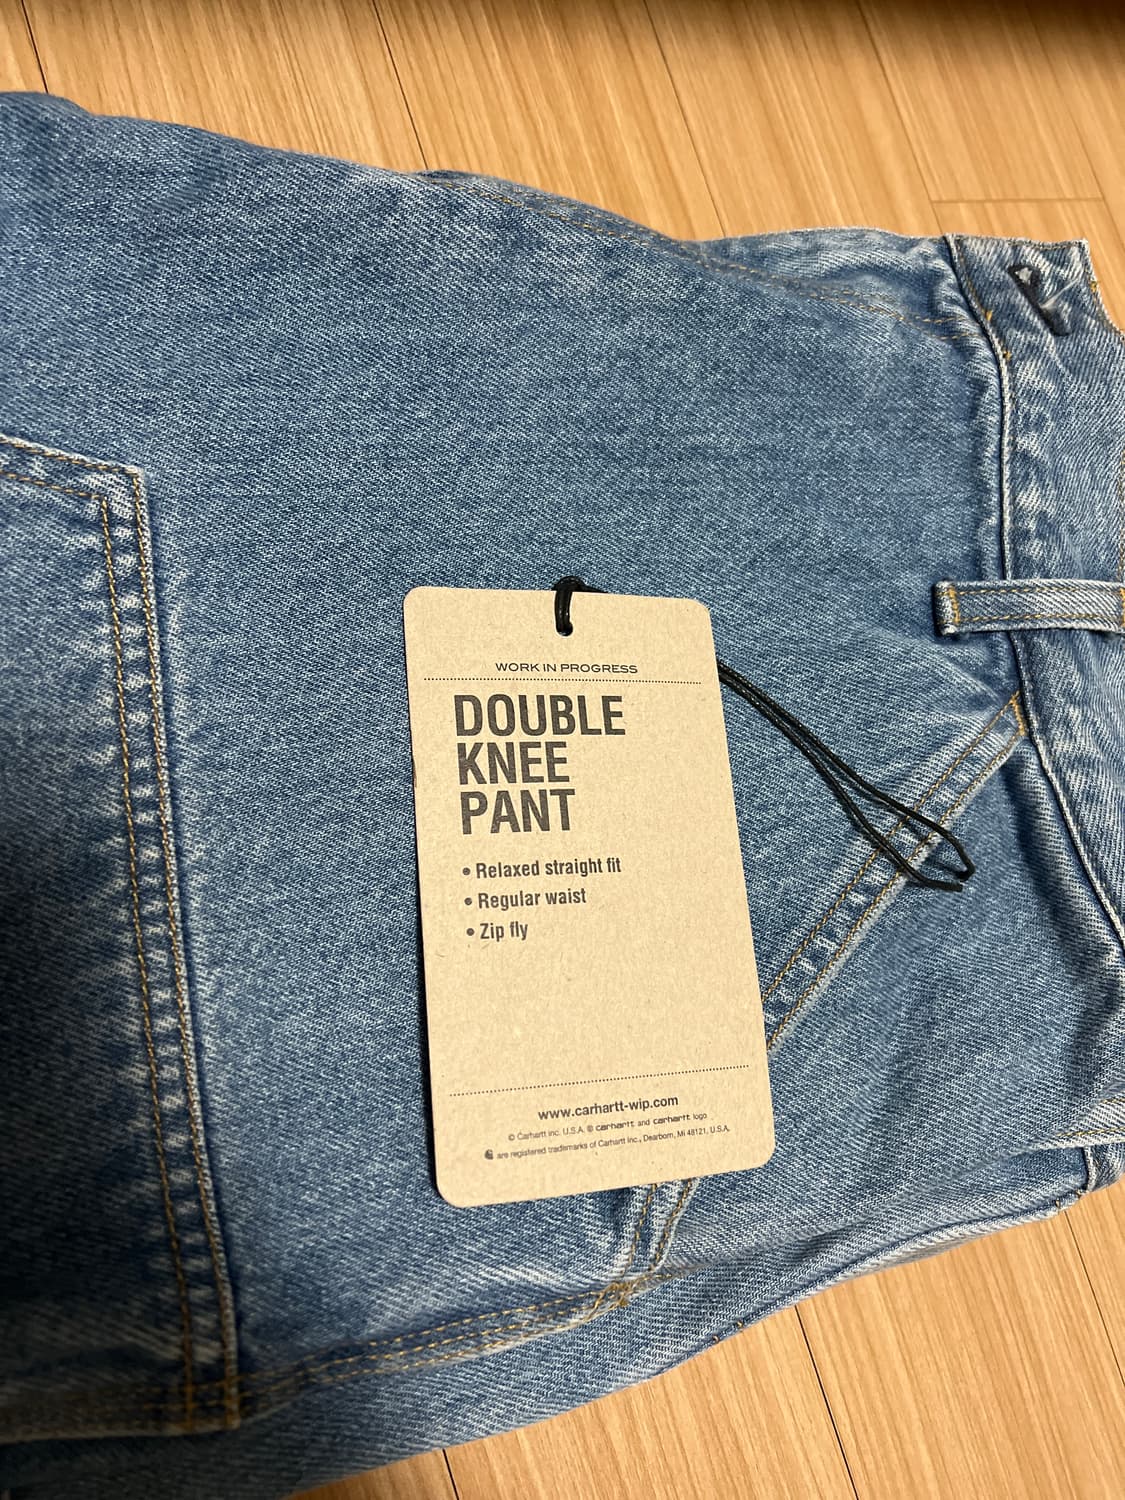 WORK IN PROGRESS
DOUBLE
KNEE
PANT
• Relaxed straight fit
• Regular waist
• Zip fly
www.carhartt-wip.com
© Carhartt Inc. U.S.A. ® carhartt and carhartt logo
are registered trademarks of Carhartt Inc., Dearborn, MI 48121, U.S.A.